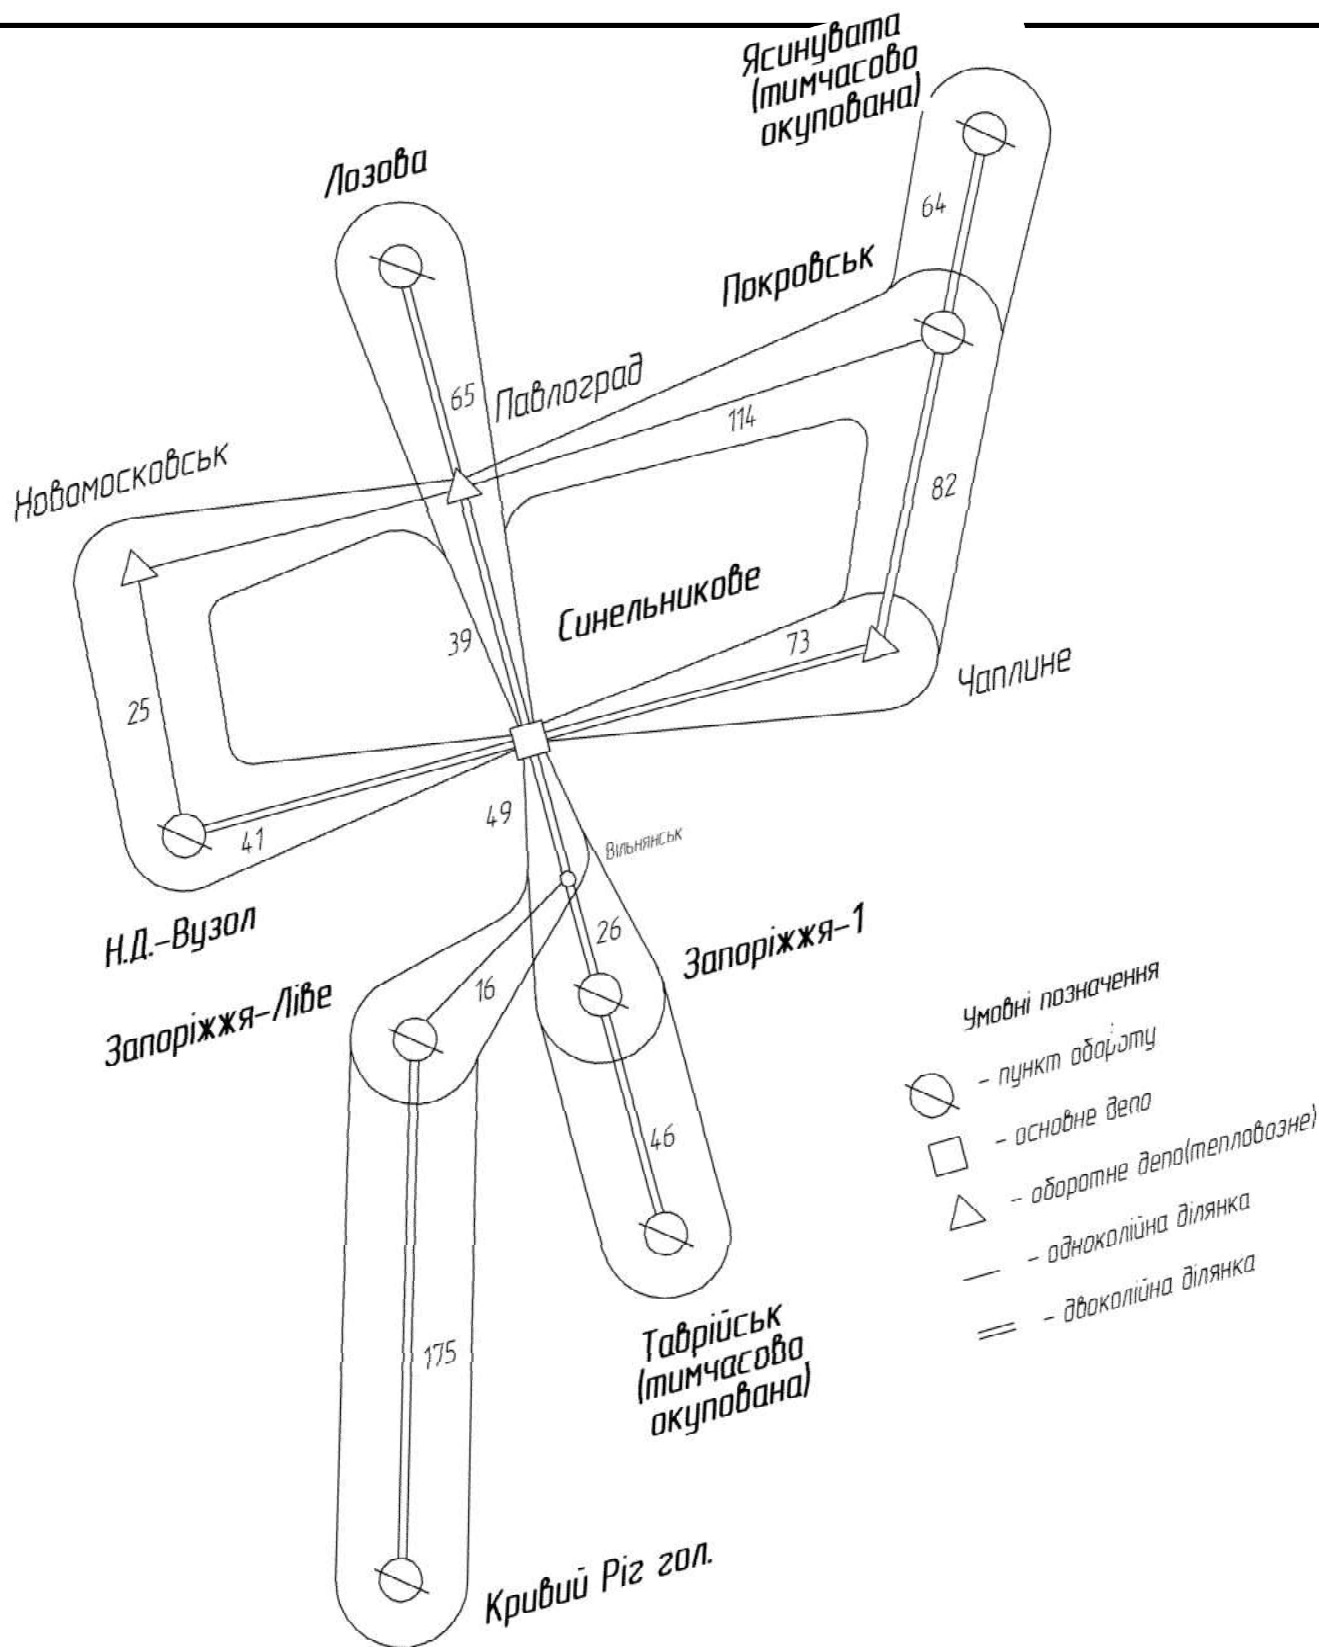 Ясинувата
(тимчасово
окупована)
Лозова
64
Покровськ
65
Павлоград
114
Новомосковськ
82
Синельникове
39
73
Чаплине
25
49
41
Вільнянськ
Н.Д.-Вузол
26
Запоріжжя-1
Запоріжжя-Ліве
16
Умовні позначення
- пункт обороту
- основне депо
- оборотне депо(тепловозне)
- одноколійна ділянка
- двоколійна ділянка
46
Таврійськ
(тимчасово
окупована)
175
Кривий Ріг гол.